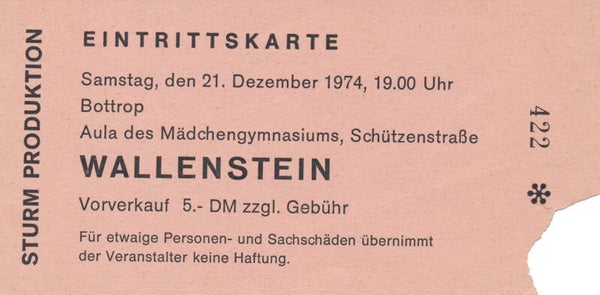 STURM PRODUKTION
EINTRITTSKARTE
Samstag, den 21. Dezember 1974, 19.00 Uhr
Bottrop
Aula des Mädchengymnasiums, Schützenstraße
WALLENSTEIN
Vorverkauf 5.- DM zzgl. Gebühr
Für etwaige Personen- und Sachschäden übernimmt
der Veranstalter keine Haftung.
422 *